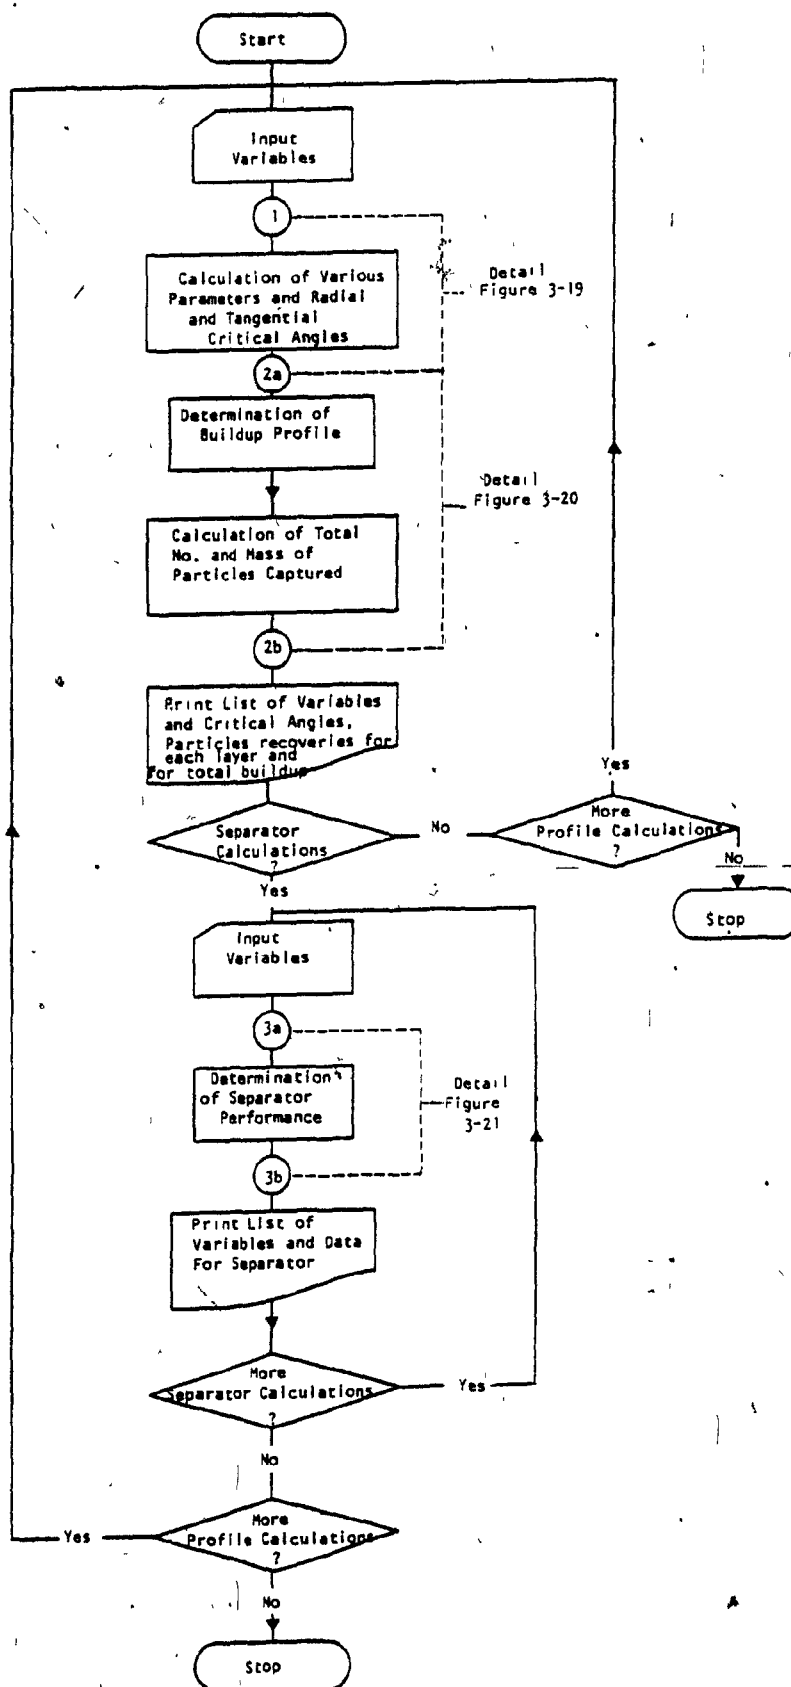 Start
Input
Variables
1
Calculation of Various
Parameters and Radial
and Tangential
Critical Angles
Detail
Figure 3-19
2a
Determination of
Buildup Profile
Detail
Figure 3-20
Calculation of Total
No. and Mass of
Particles Captured
2b
Print List of Variables
and Critical Angles,
Particles recoveries for
each layer and
for total buildup
Separator
Calculations
?
No
Yes
More
Profile Calculations
?
No
Stop
Yes
Input
Variables
3a
Determination
of Separator
Performance
Detail
Figure
3-21
3b
Print List of
Variables and Data
For Separator
More
Separator Calculations
?
Yes
No
More
Profile Calculations
?
Yes
No
Stop